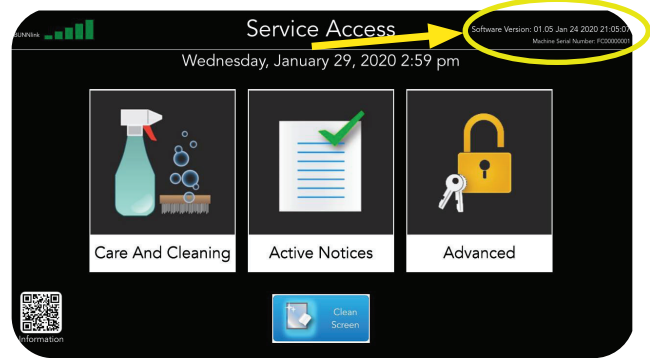 BUNNlink
Service Access
Software Version: 01.05 Jan 24 2020 21:05:07
Machine Serial Number: FCD0000001
Wednesday, January 29, 2020 2:59 pm
Care And Cleaning
Active Notices
Advanced
Clean
Screen
Information